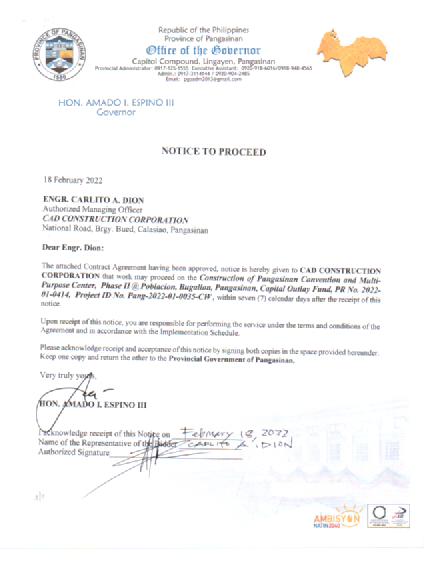 Republic of the Philippines
Province of Pangasinan
Office of the Governor
Capitol Compound, Lingayen, Pangasinan
PROVINCE OF PANGASINAN
1580
HON. AMADO I. ESPINO III
Governor
NOTICE TO PROCEED
18 February 2022
ENGR. CARLITO A. DION
Authorized Managing Officer
CAD CONSTRUCTION CORPORATION
National Road, Brgy. Bued, Calasiao, Pangasinan
Dear Engr. Dion:
The attached Contract Agreement having been approved, notice is hereby given to CAD CONSTRUCTION
CORPORATION that work may proceed on the Construction of Pangasinan Convention and Multi-
Purpose Center, Phase II @ Poblacion, Bugallon, Pangasinan, Capital Outlay Fund, PR No. 2022-
01-0414, Project ID No. Pang-2022-01-0035-CW, within seven (7) calendar days after the receipt of this
notice.
Upon receipt of this notice, you are responsible for performing the service under the terms and conditions of the
Agreement and in accordance with the Implementation Schedule.
Please acknowledge receipt and acceptance of this notice by signing both copies in the space provided hereunder.
Keep one copy and return the other to the Provincial Government of Pangasinan.
Very truly yours,
HON. AMADO I. ESPINO III
I acknowledge receipt of this Notice on February 18, 2022
Name of the Representative of the Bidder CARLITO A. DION
Authorized Signature
AMBISYON
NATIN2040